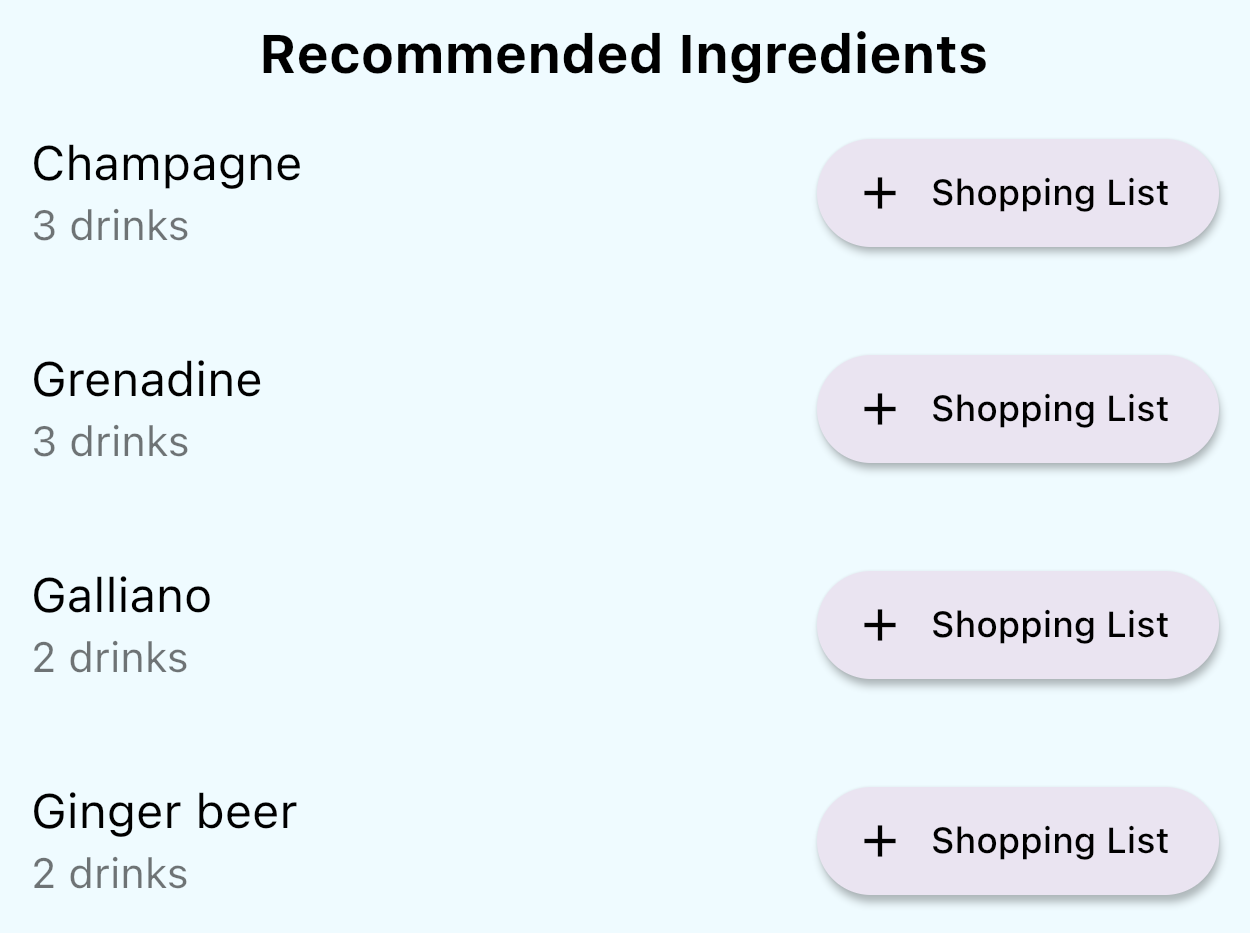 Recommended Ingredients
Champagne
3 drinks
+ Shopping List
Grenadine
3 drinks
+ Shopping List
Galliano
2 drinks
+ Shopping List
Ginger beer
2 drinks
+ Shopping List